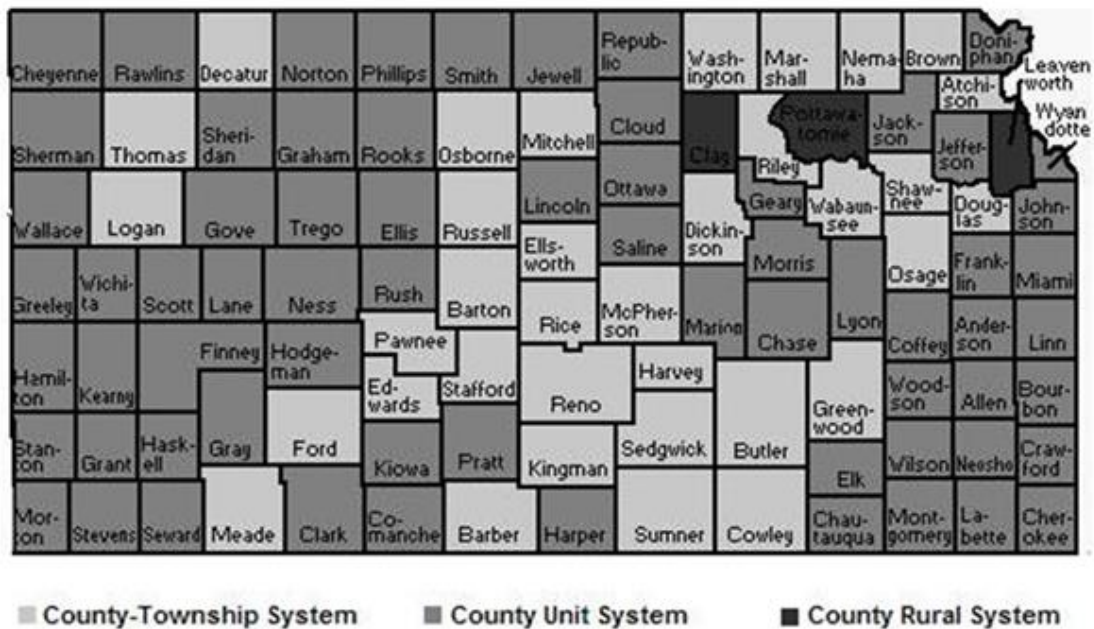 Cheyenne Rawlins Decatur Norton Phillips Smith Jewell Repub-
lic Wash-
ington Mar-
shall Nema-
ha Brown Doni-
phan Leaven
worth
Atchi-
son Wyan
dotte
Sherman Thomas Sheri-
dan Graham Rooks Osborne Mitchell Cloud Clay Riley Pottawa-
tomie Jack-
son Jeffer-
son
Wallace Logan Gove Trego Ellis Russell Lincoln Ottawa Geary Wabaun-
see Shaw-
nee Doug-
las John-
son
Ells-
worth Saline Dickin-
son Morris Osage Frank-
lin Miami
Greeley Wichi-
ta Scott Lane Ness Rush Barton Rice McPher-
son Marion Chase Lyon Coffey Ander-
son Linn
Hamil-
ton Kearny Finney Hodge-
man Pawnee Ed-
wards Stafford Reno Harvey Butler Green-
wood Wood-
son Allen Bour-
bon
Stan-
ton Grant Hask-
ell Gray Ford Kiowa Pratt Kingman Sedgwick Elk Wilson Neosho Craw-
ford
Mor-
ton Stevens Seward Meade Clark Co-
manche Barber Harper Sumner Cowley Chau-
tauqua Mont-
gomery La-
bette Cher-
okee
County-Township System County Unit System County Rural System